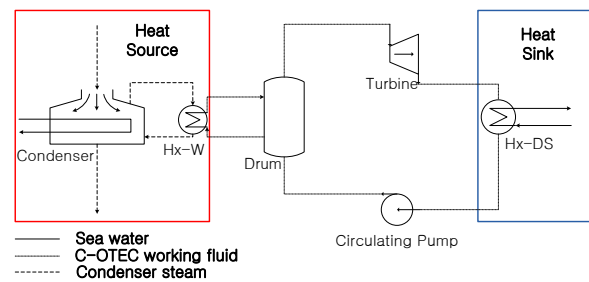 Heat
Source
Heat
Sink
Turbine
Condenser
Hx-W
Drum
Hx-DS
Circulating Pump
Sea water
C-OTEC working fluid
Condenser steam